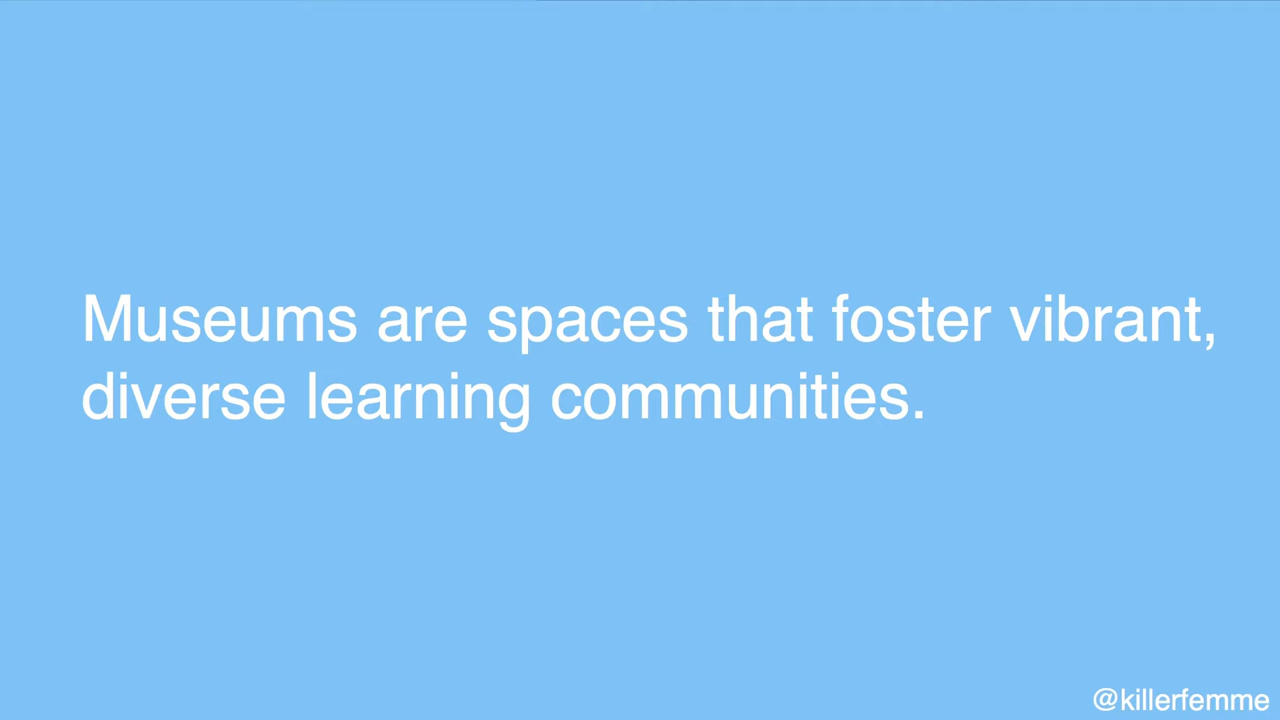 Museums are spaces that foster vibrant,
diverse learning communities.
@killerfemme